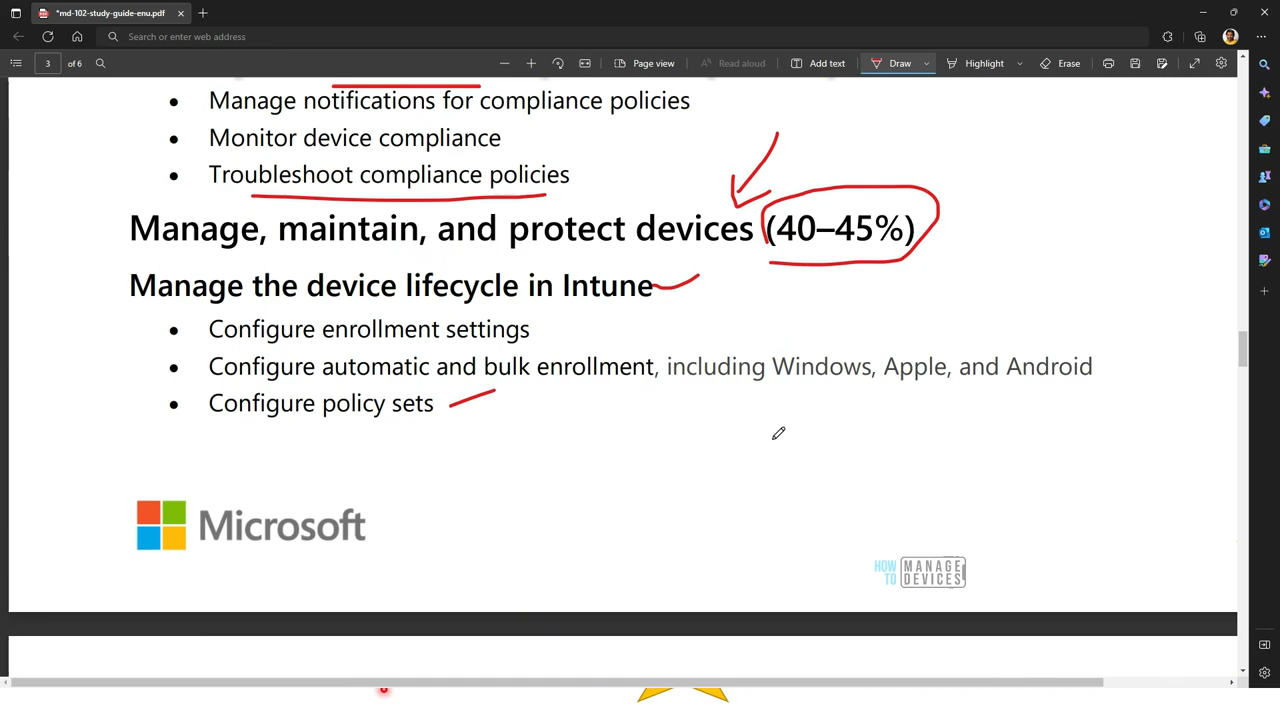 *md-102-study-guide-enu.pdf
Search or enter web address
3 of 6
Page view
Read aloud
Add text
Draw
Highlight
Erase
• Manage notifications for compliance policies
• Monitor device compliance
• Troubleshoot compliance policies
Manage, maintain, and protect devices (40–45%)
Manage the device lifecycle in Intune
• Configure enrollment settings
• Configure automatic and bulk enrollment, including Windows, Apple, and Android
• Configure policy sets
Microsoft
HOW TO MANAGE DEVICES